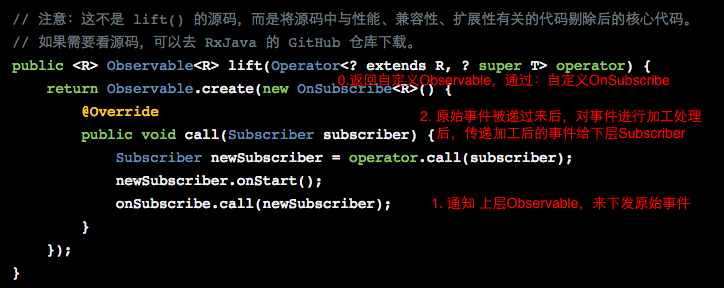 // 注意：这不是 lift() 的源码，而是将源码中与性能、兼容性、扩展性有关的代码剔除后的核心代码。
// 如果需要看源码，可以去 RxJava 的 GitHub 仓库下载。
public <R> Observable<R> lift(Operator<? extends R, ? super T> operator) {
0.返回自定义Observable，通过：自定义OnSubscribe
return Observable.create(new OnSubscribe<R>() {
@Override
2. 原始事件被递过来后，对事件进行加工处理
public void call(Subscriber subscriber) {
后，传递加工后的事件给下层Subscriber
Subscriber newSubscriber = operator.call(subscriber);
newSubscriber.onStart();
onSubscribe.call(newSubscriber);
1. 通知 上层Observable，来下发原始事件
}
});
}